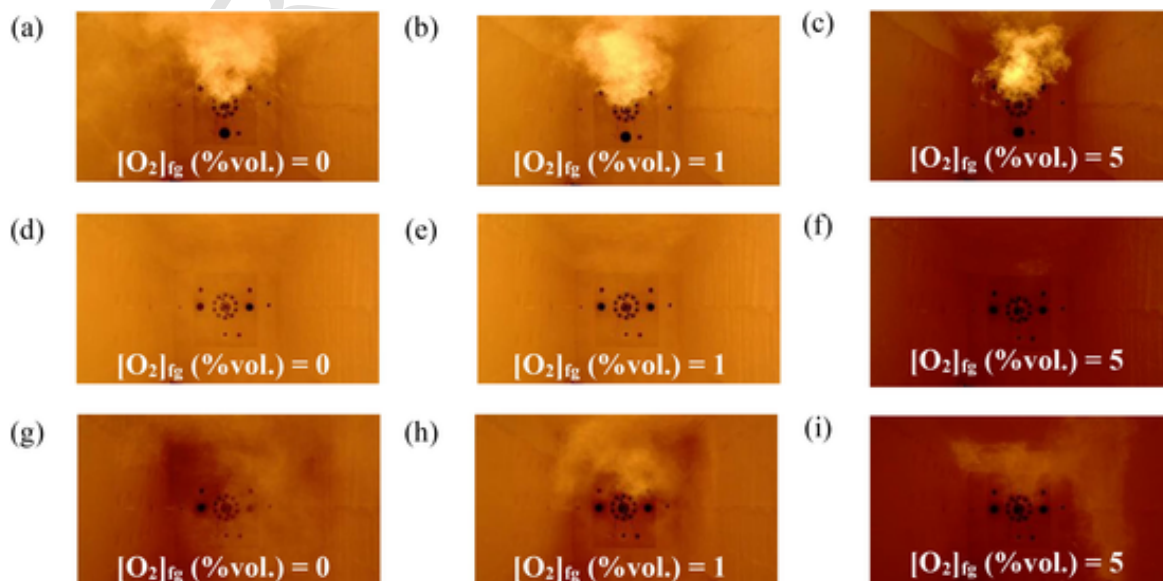 (a) (b) (c)
[O₂]fg (%vol.) = 0 [O₂]fg (%vol.) = 1 [O₂]fg (%vol.) = 5
(d) (e) (f)
[O₂]fg (%vol.) = 0 [O₂]fg (%vol.) = 1 [O₂]fg (%vol.) = 5
(g) (h) (i)
[O₂]fg (%vol.) = 0 [O₂]fg (%vol.) = 1 [O₂]fg (%vol.) = 5